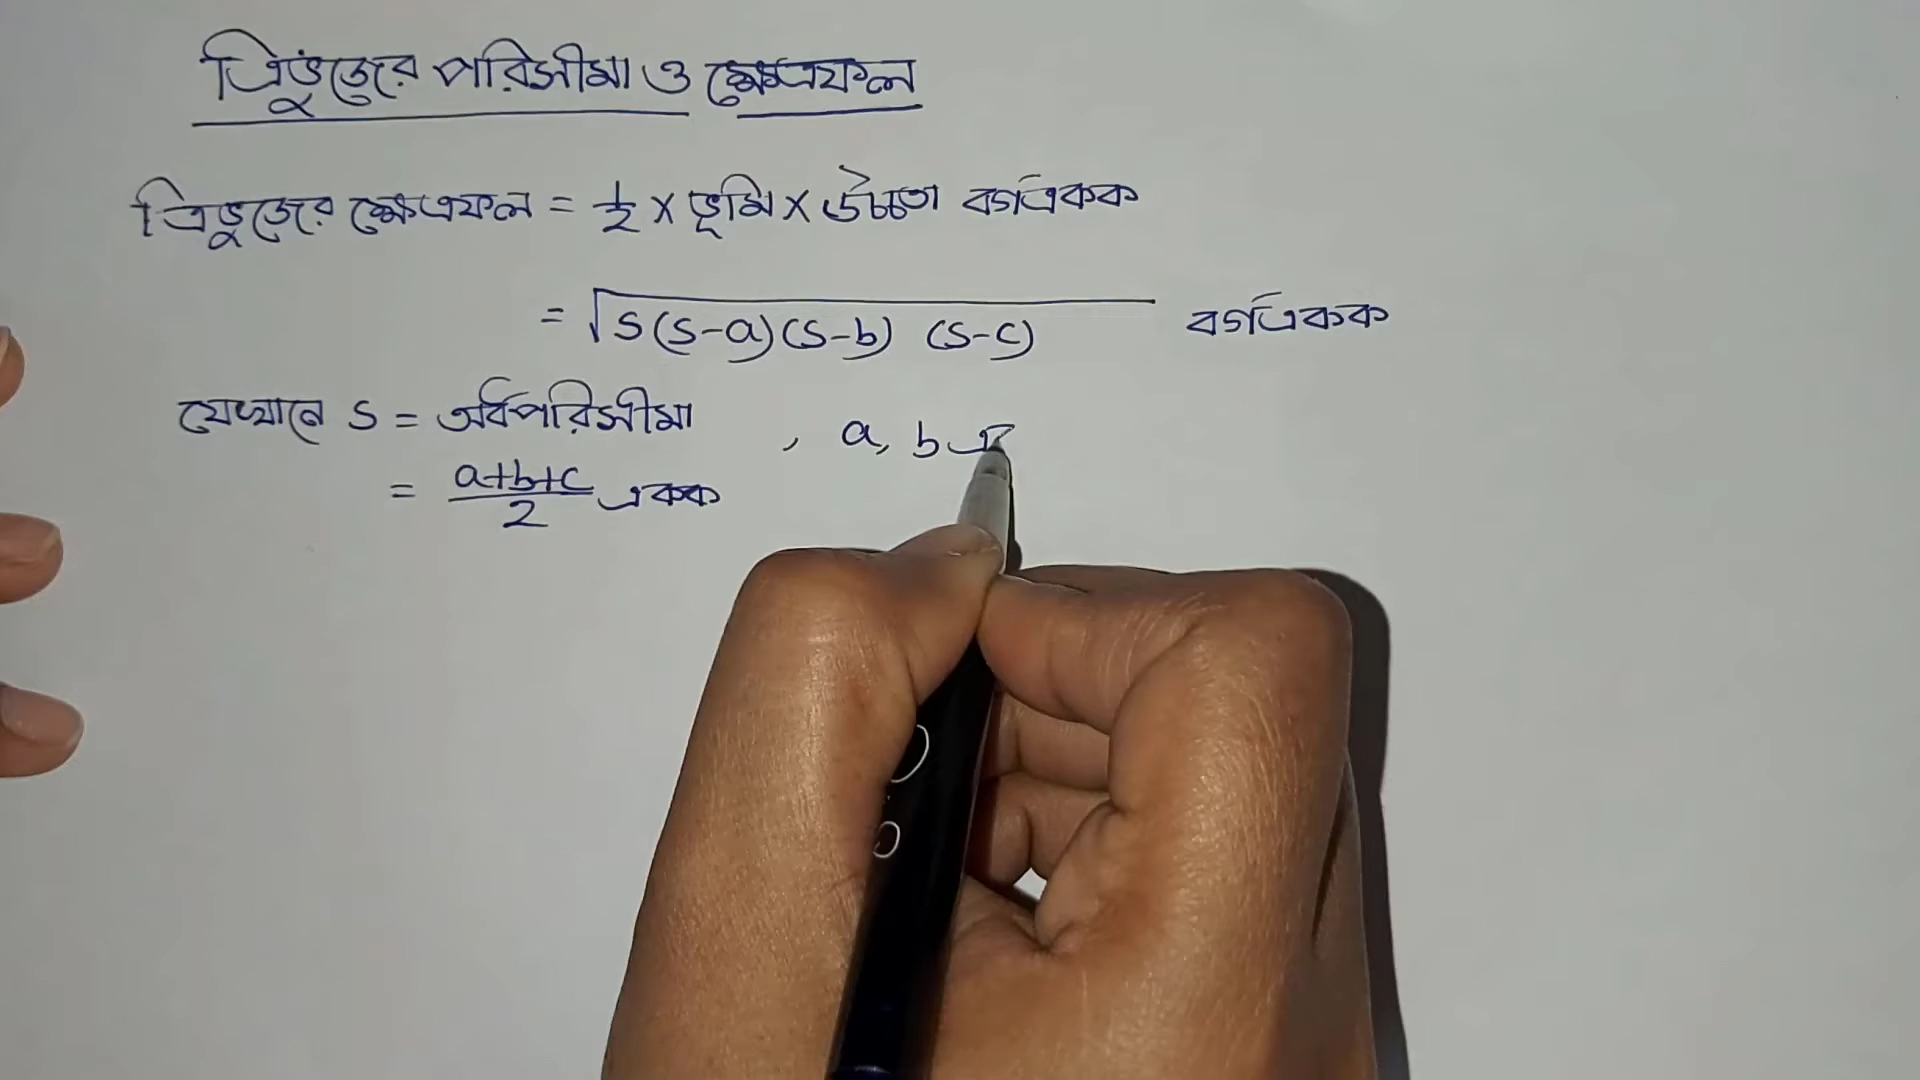 ত্রিভুজের পরিসীমা ও ক্ষেত্রফল
ত্রিভুজের ক্ষেত্রফল = 1/2 × ভূমি × উচ্চতা বর্গএকক
= √s(s-a)(s-b) (s-c) বর্গএকক
যেখানে s = অর্ধপরিসীমা , a, b এ
= a+b+c/2 একক